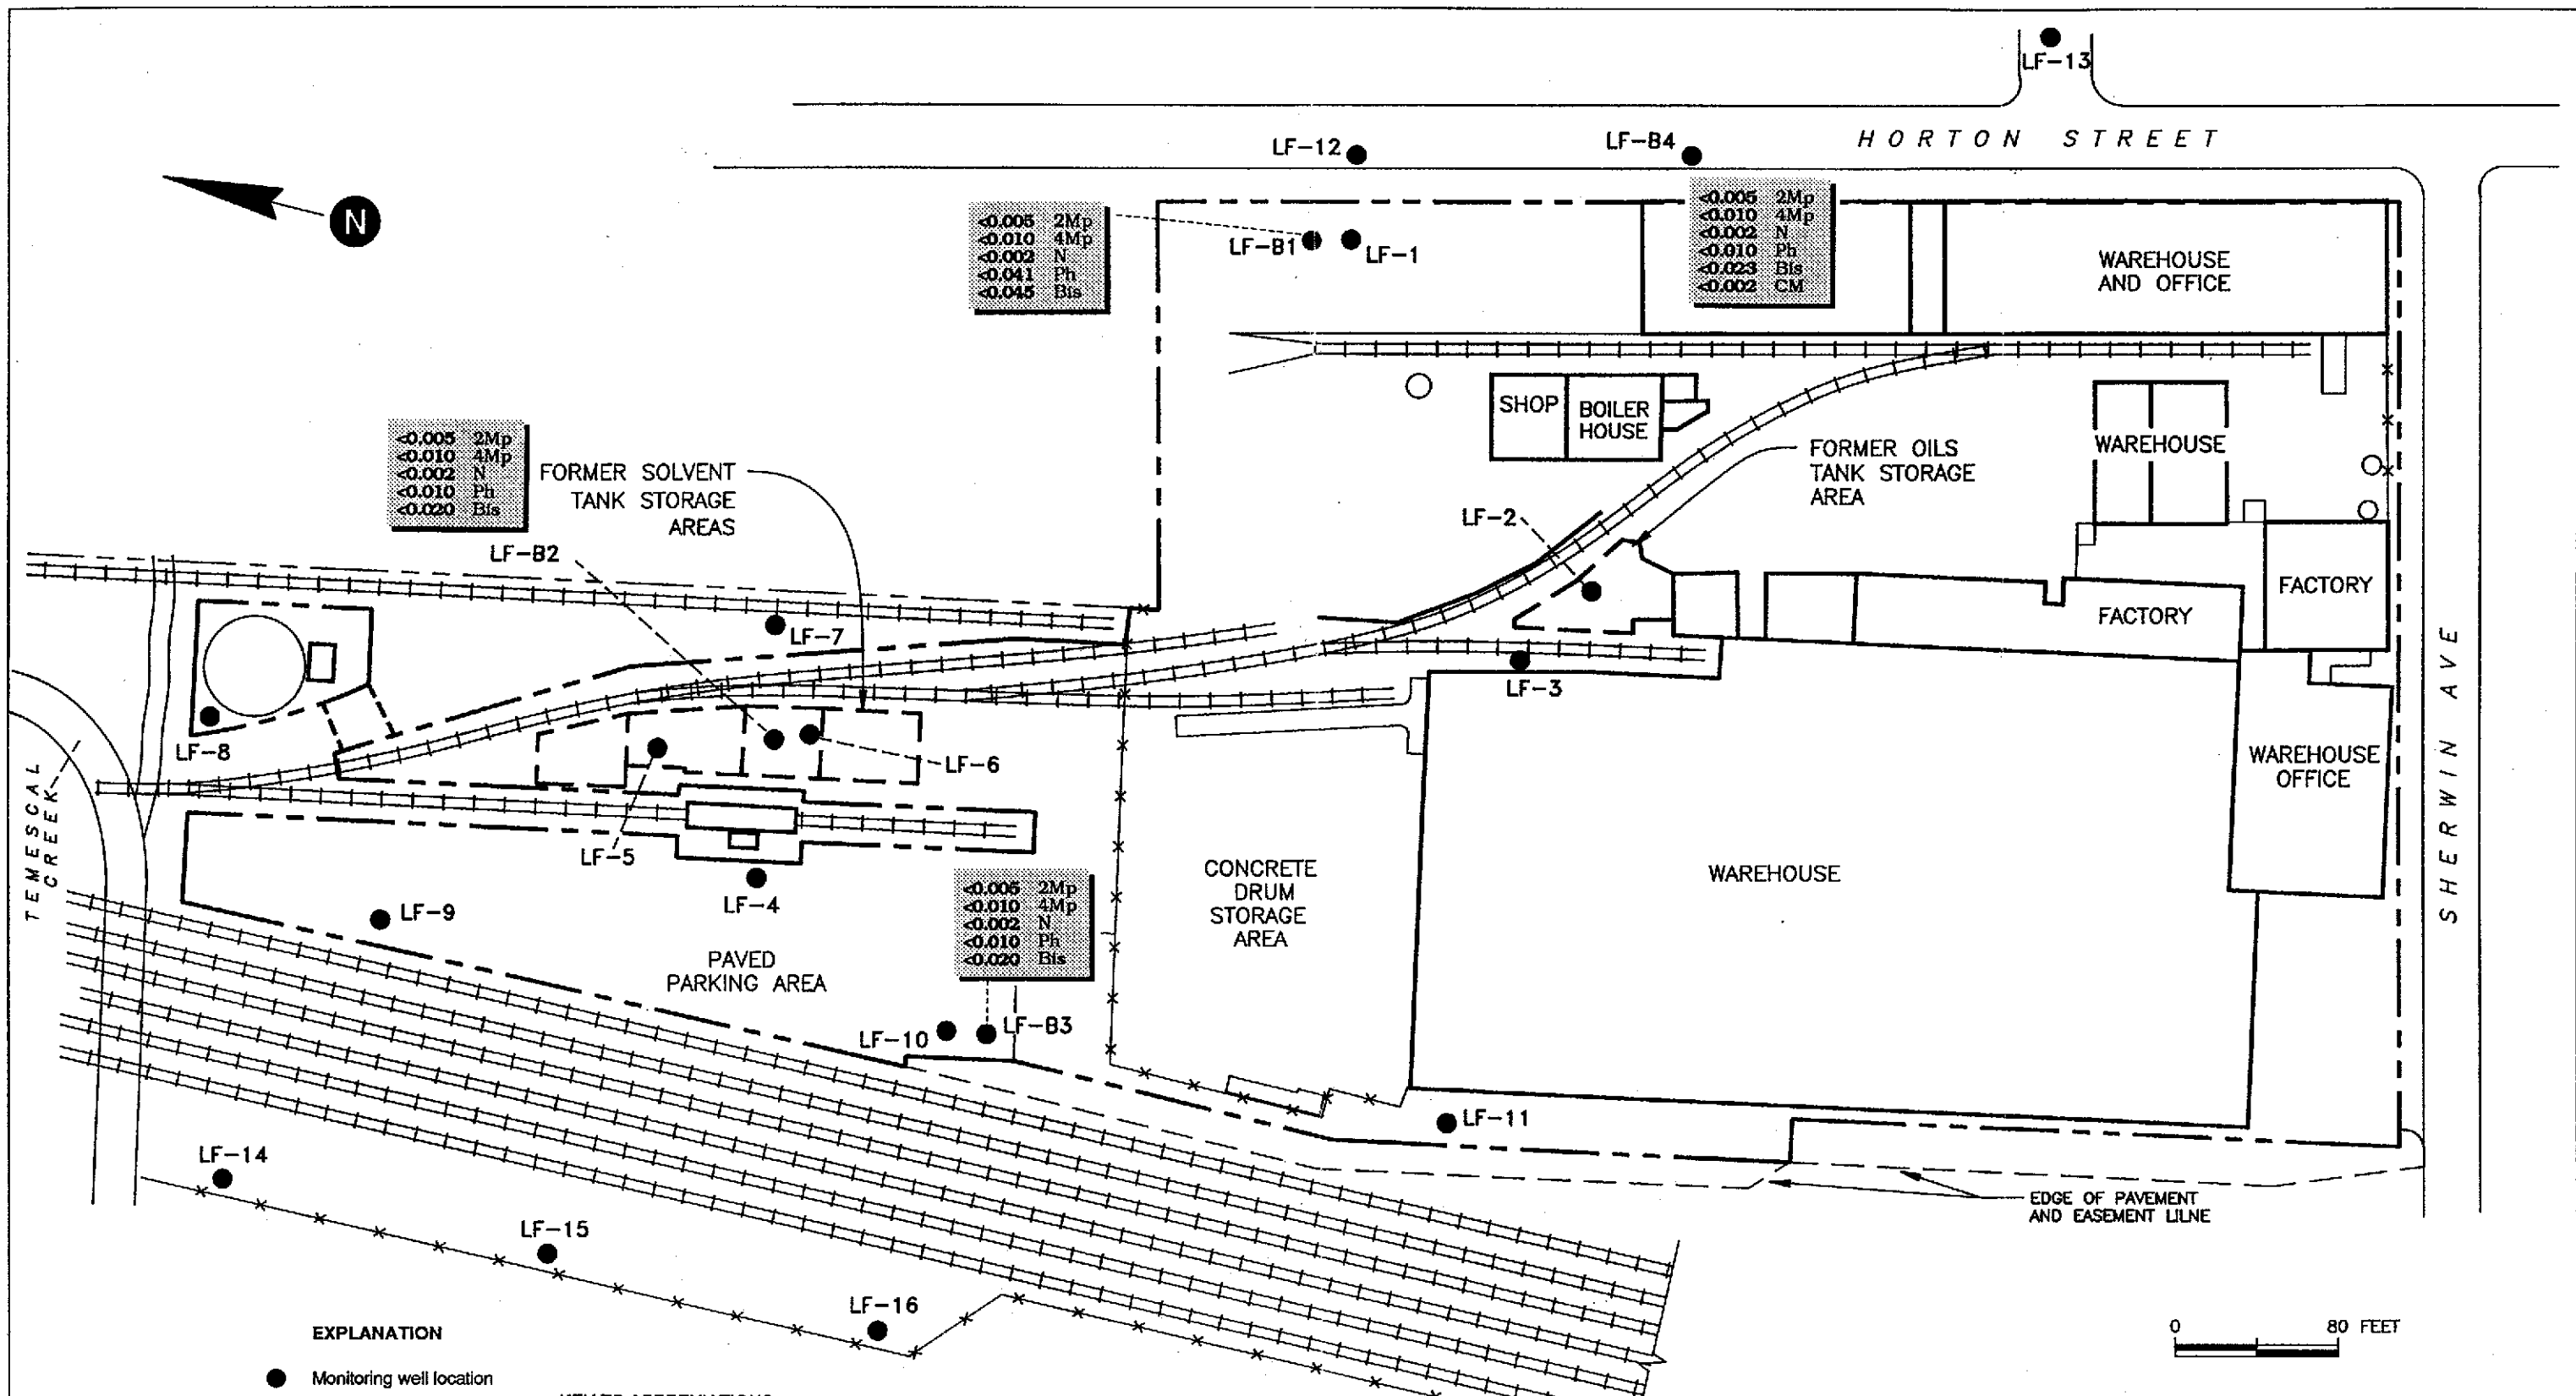 LF-13
HORTON STREET
LF-12
LF-B4
N
<0.005 2Mp
<0.010 4Mp
<0.002 N
<0.041 Ph
<0.045 Bis
LF-B1
LF-1
<0.005 2Mp
<0.010 4Mp
<0.002 N
<0.010 Ph
<0.023 Bis
<0.002 CM
WAREHOUSE
AND OFFICE
SHOP
BOILER
HOUSE
WAREHOUSE
FORMER OILS
TANK STORAGE
AREA
<0.005 2Mp
<0.010 4Mp
<0.002 N
<0.010 Ph
<0.020 Bis
FORMER SOLVENT
TANK STORAGE
AREAS
LF-B2
LF-2
FACTORY
FACTORY
LF-7
LF-3
LF-8
LF-6
TEMESCAL
CREEK
WAREHOUSE
OFFICE
SHERWIN AVE
LF-5
LF-4
LF-9
<0.005 2Mp
<0.010 4Mp
<0.002 N
<0.010 Ph
<0.020 Bis
CONCRETE
DRUM
STORAGE
AREA
WAREHOUSE
PAVED
PARKING AREA
LF-10
LF-B3
LF-11
LF-14
EDGE OF PAVEMENT
AND EASEMENT LILNE
LF-15
LF-16
EXPLANATION
Monitoring well location
0 80 FEET